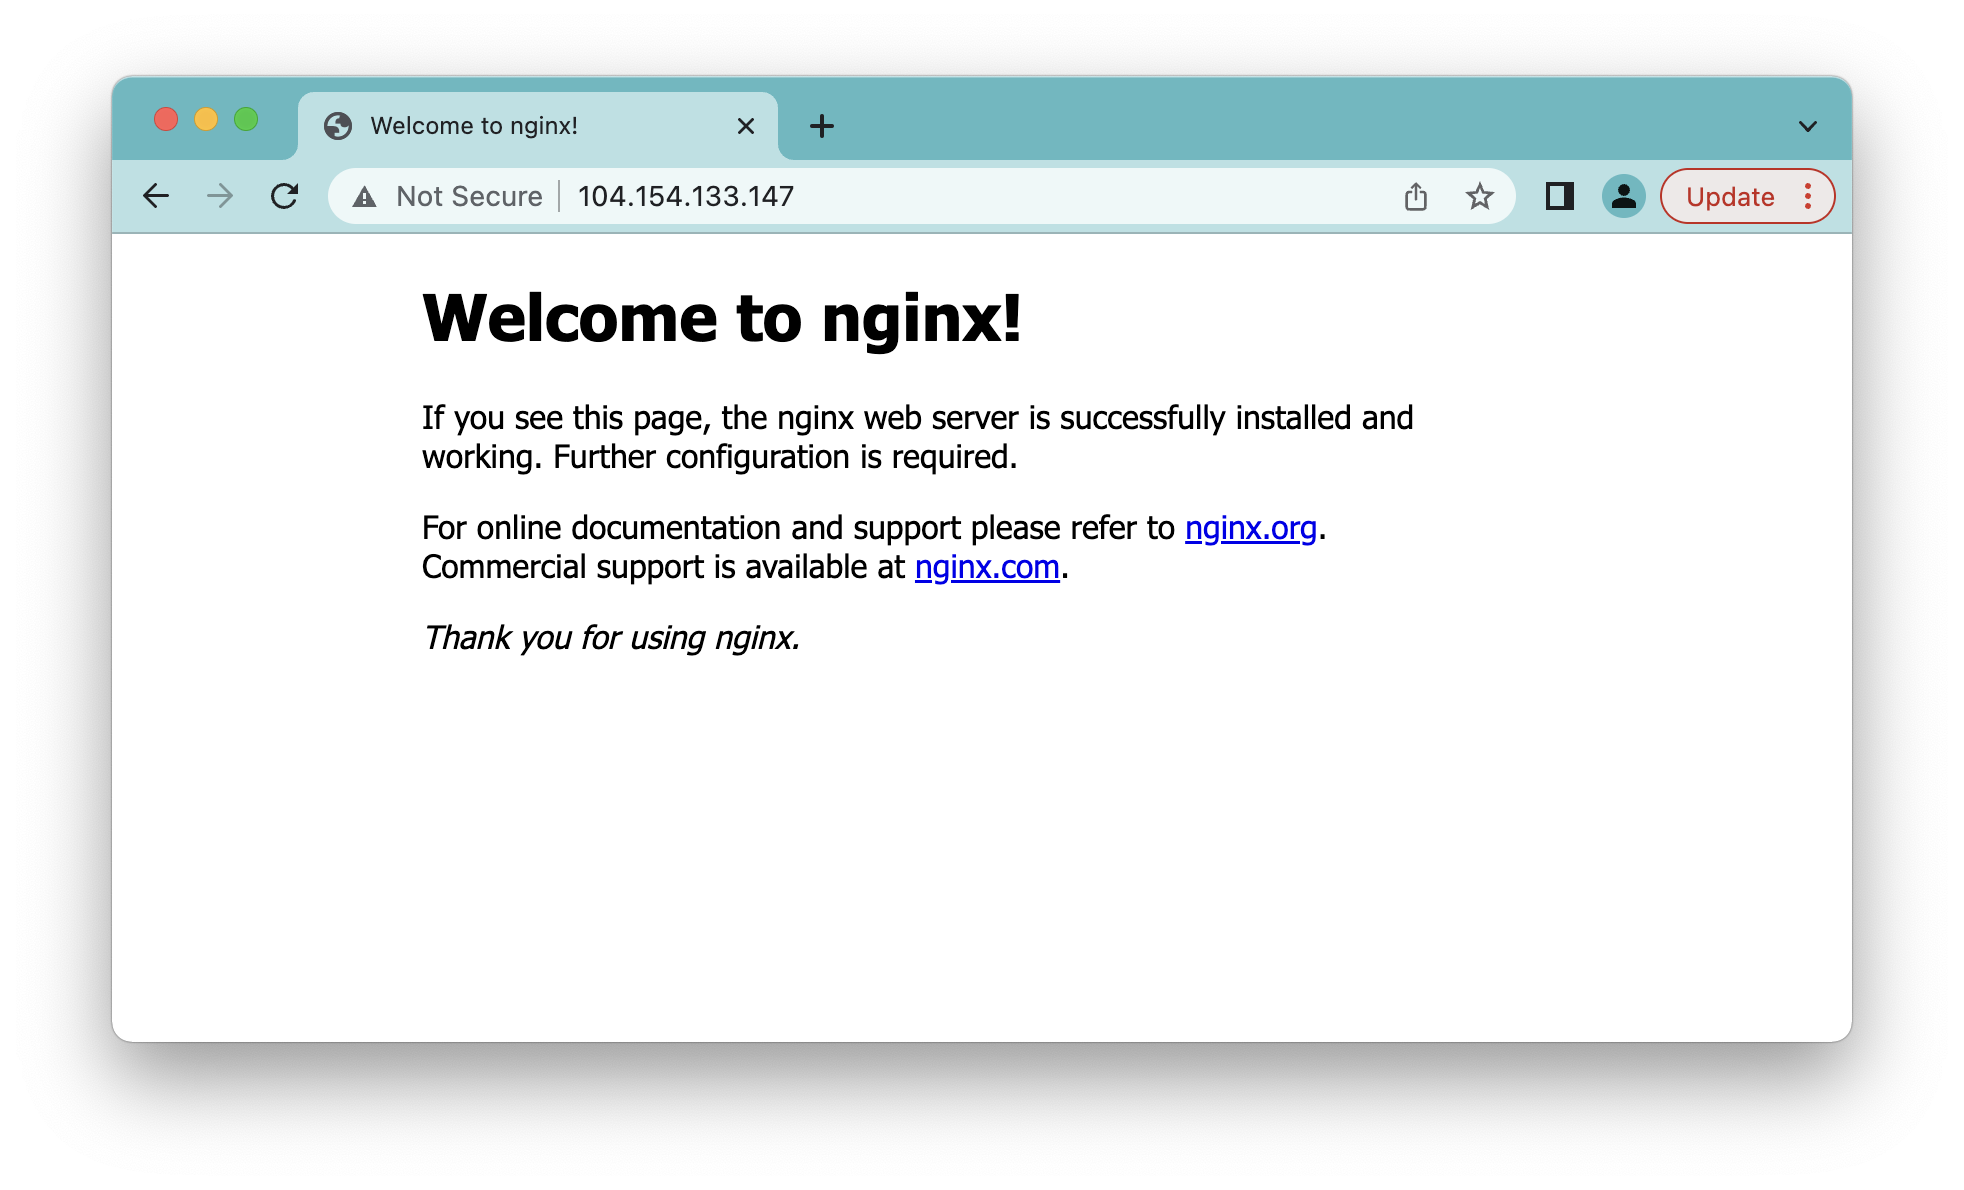 Welcome to nginx!
Not Secure 104.154.133.147
Update
Welcome to nginx!
If you see this page, the nginx web server is successfully installed and
working. Further configuration is required.
For online documentation and support please refer to nginx.org.
Commercial support is available at nginx.com.
Thank you for using nginx.